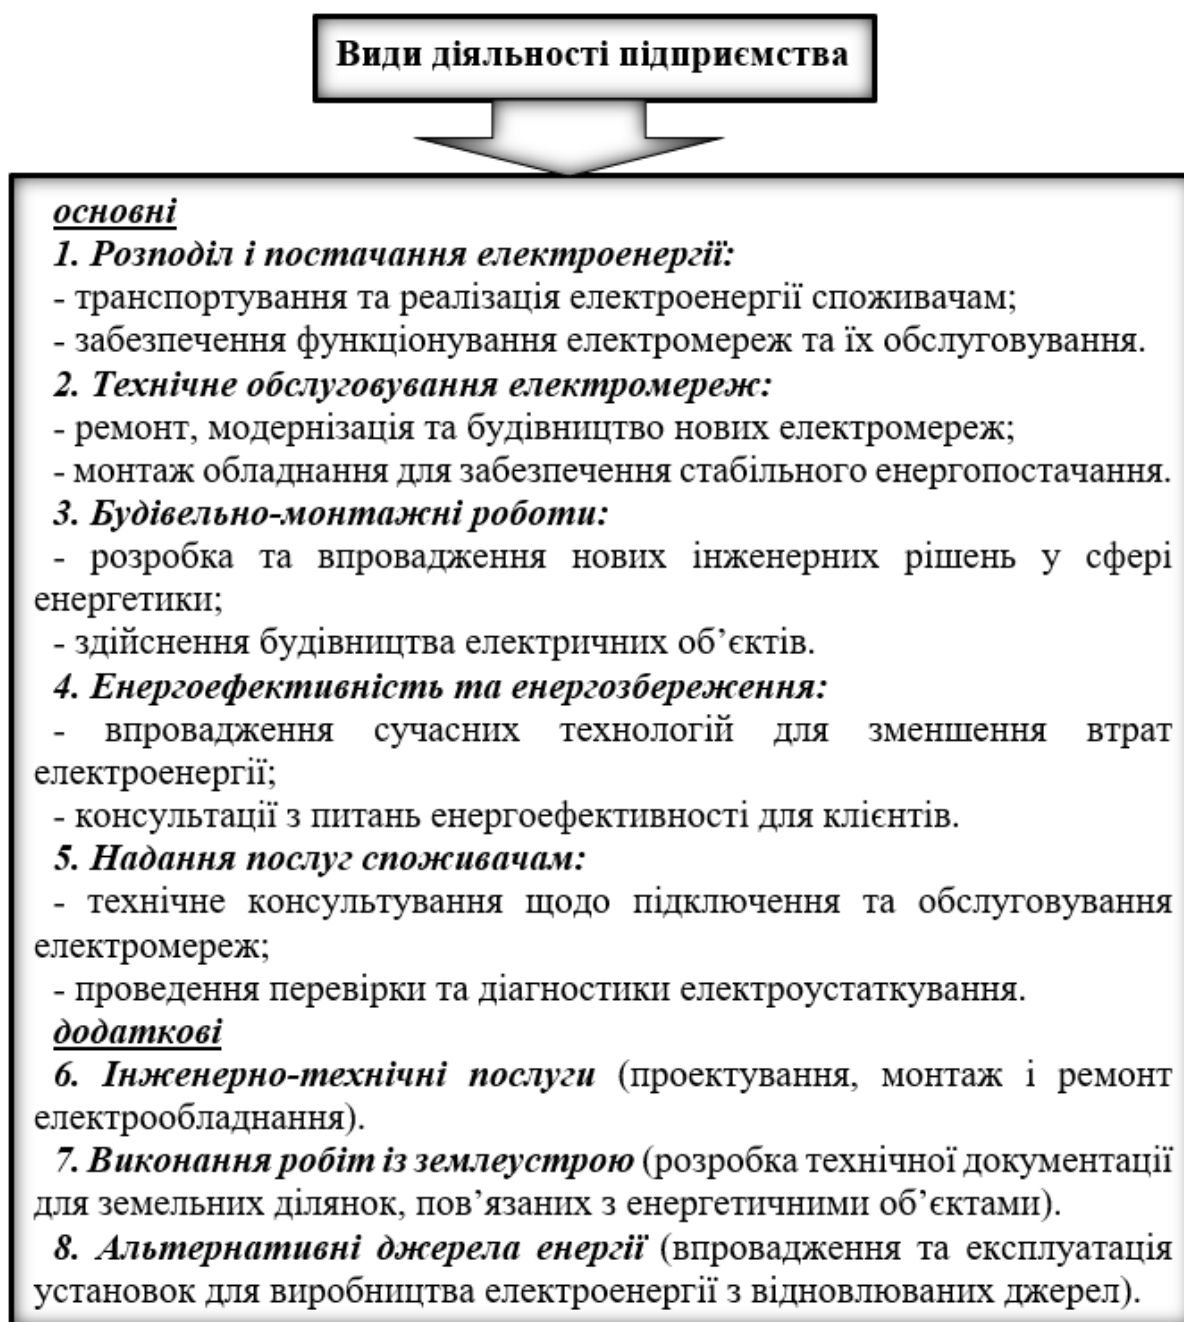 Види діяльності підприємства
основні
1. Розподіл і постачання електроенергії:
- транспортування та реалізація електроенергії споживачам;
- забезпечення функціонування електромереж та їх обслуговування.
2. Технічне обслуговування електромереж:
- ремонт, модернізація та будівництво нових електромереж;
- монтаж обладнання для забезпечення стабільного енергопостачання.
3. Будівельно-монтажні роботи:
- розробка та впровадження нових інженерних рішень у сфері
енергетики;
- здійснення будівництва електричних об’єктів.
4. Енергоефективність та енергозбереження:
- впровадження сучасних технологій для зменшення втрат
електроенергії;
- консультації з питань енергоефективності для клієнтів.
5. Надання послуг споживачам:
- технічне консультування щодо підключення та обслуговування
електромереж;
- проведення перевірки та діагностики електроустаткування.
додаткові
6. Інженерно-технічні послуги (проектування, монтаж і ремонт
електрообладнання).
7. Виконання робіт із землеустрою (розробка технічної документації
для земельних ділянок, пов’язаних з енергетичними об’єктами).
8. Альтернативні джерела енергії (впровадження та експлуатація
установок для виробництва електроенергії з відновлюваних джерел).